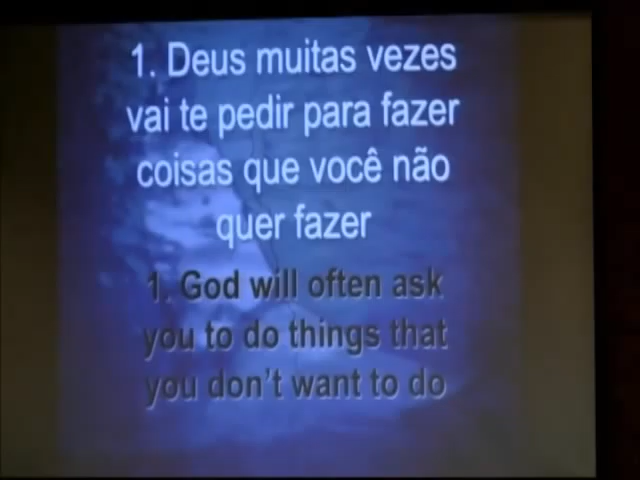 1. Deus muitas vezes
vai te pedir para fazer
coisas que você não
quer fazer
1. God will often ask
you to do things that
you don't want to do